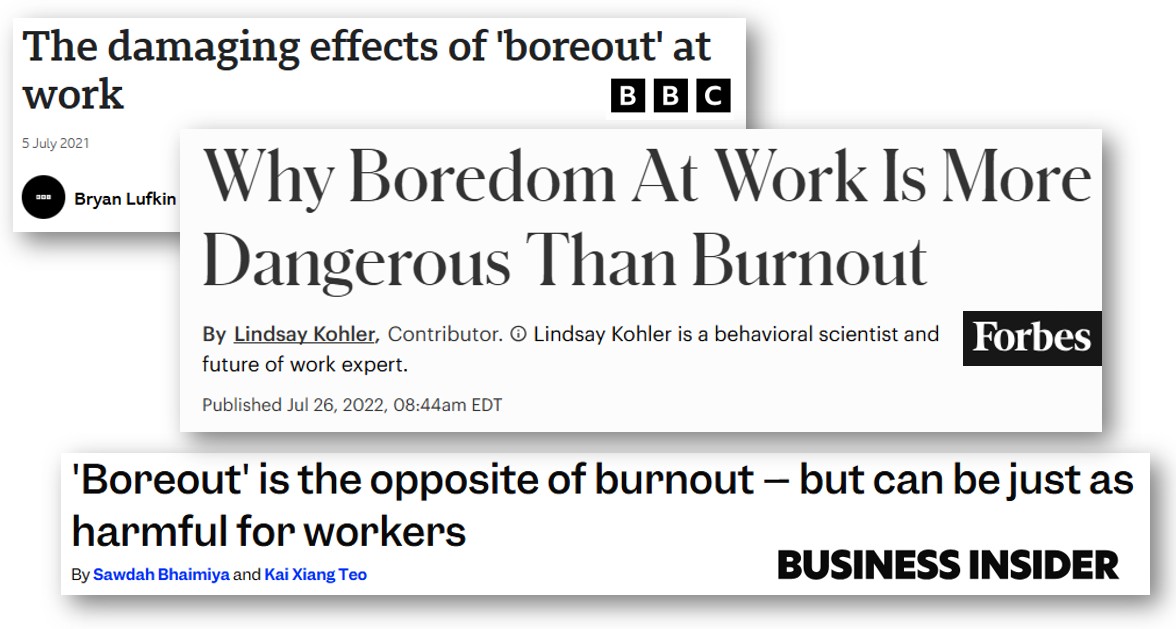 The damaging effects of 'boreout' at
work
BBC
5 July 2021
BBC
Bryan Lufkin
Why Boredom At Work Is More
Dangerous Than Burnout
By Lindsay Kohler, Contributor. ⓘ Lindsay Kohler is a behavioral scientist and
future of work expert.
Forbes
Published Jul 26, 2022, 08:44am EDT
'Boreout' is the opposite of burnout — but can be just as
harmful for workers
By Sawdah Bhaimiya and Kai Xiang Teo
BUSINESS INSIDER